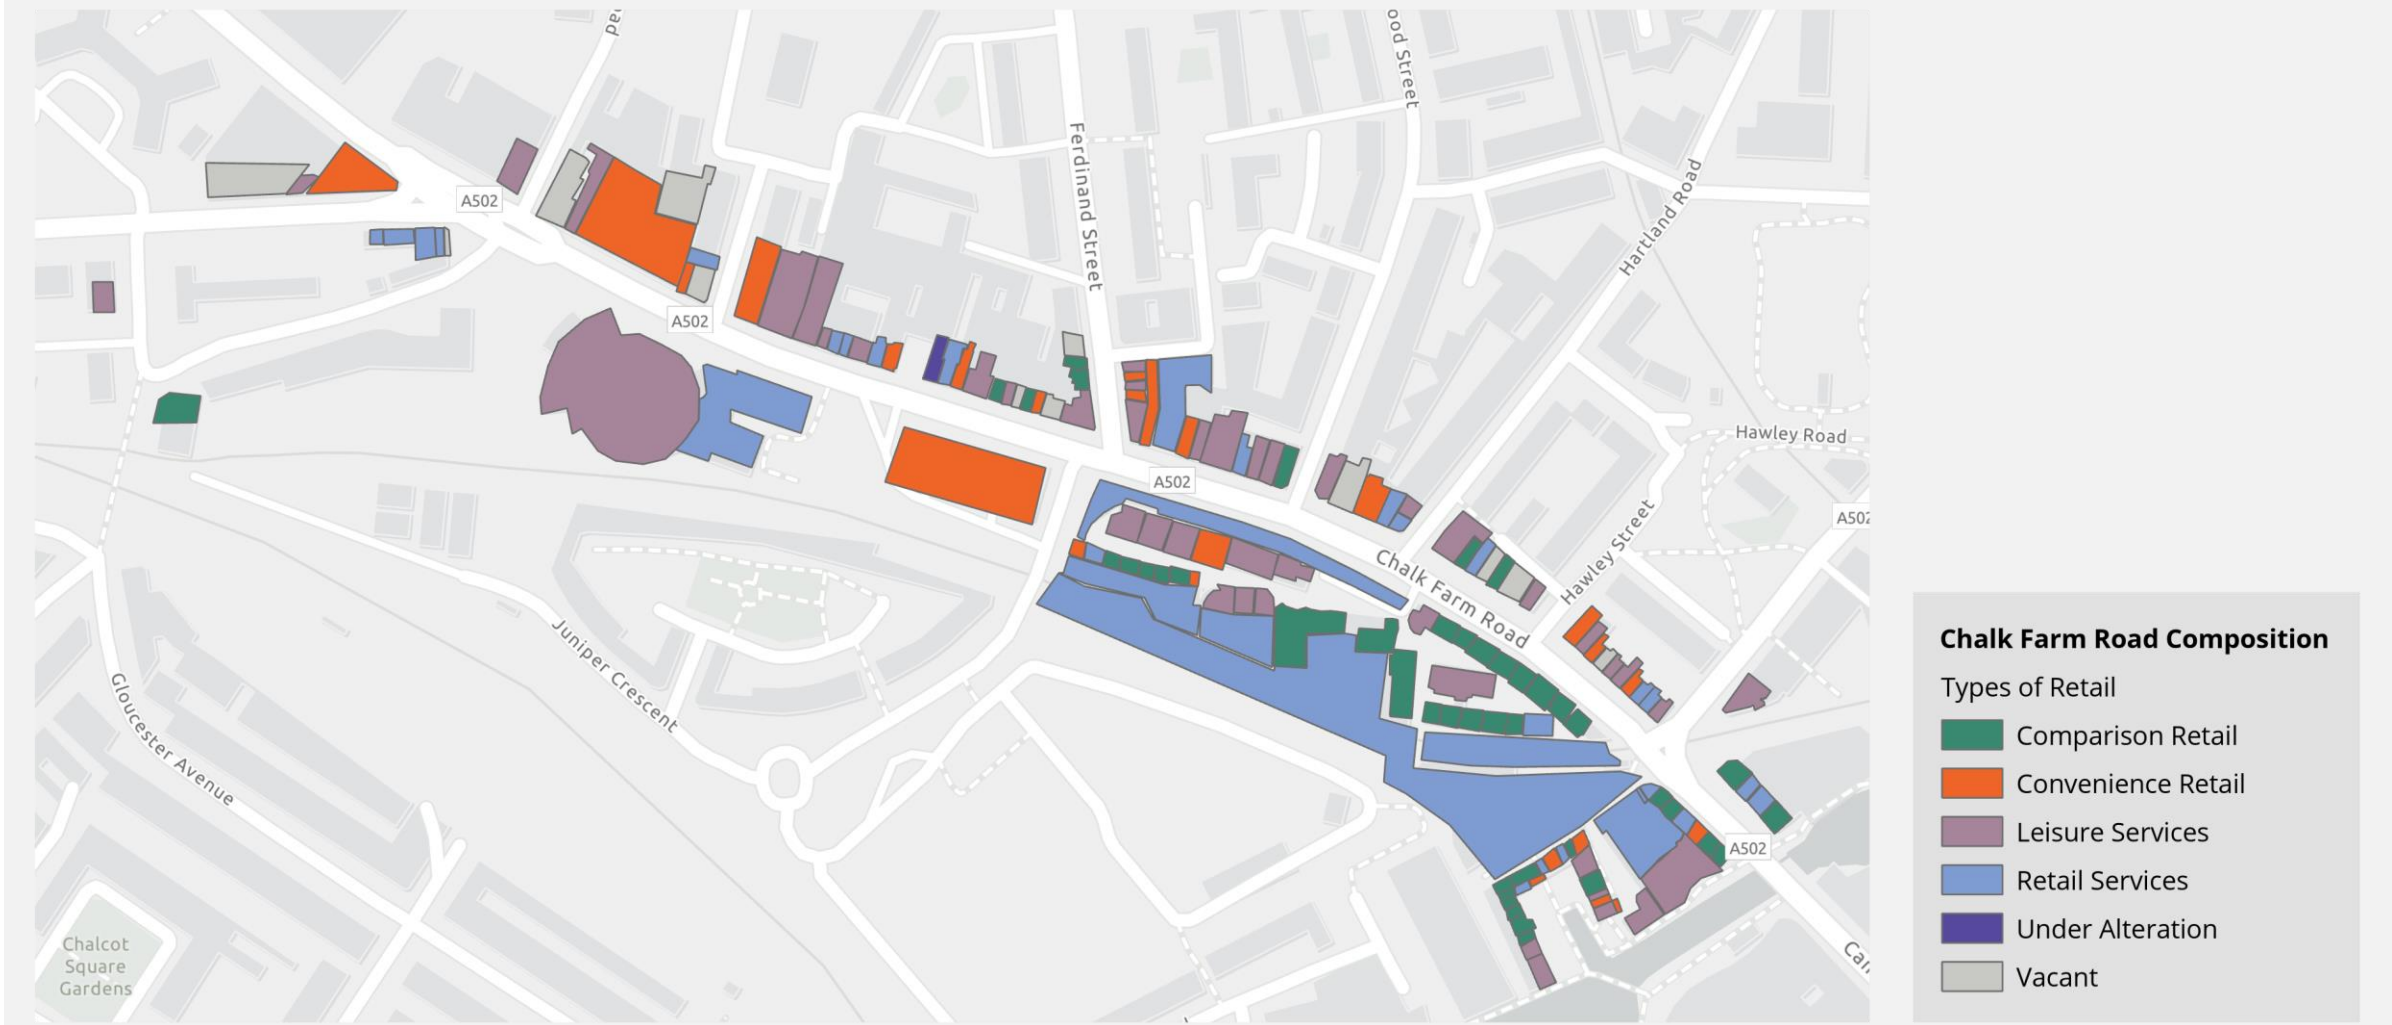 A502
A502
Ferdinand Street
ood Street
Hartland Road
Hawley Road
A502
A502
Hawley Street
Chalk Farm Road
Juniper Crescent
Gloucester Avenue
A502
Chalcot
Square
Gardens
Chalk Farm Road Composition
Types of Retail
Comparison Retail
Convenience Retail
Leisure Services
Retail Services
Under Alteration
Vacant